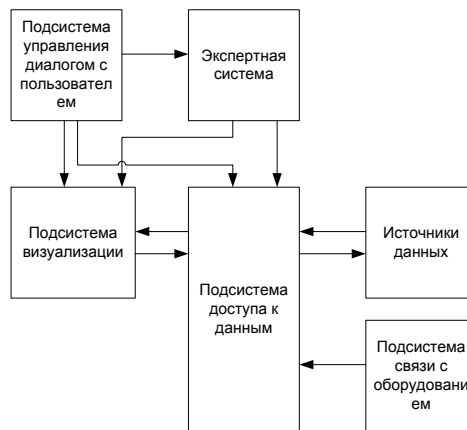 Подсистема
управления
диалогом с
пользовател
ем
Экспертная
система
Подсистема
визуализации
Подсистема
доступа к
данным
Источники
данных
Подсистема
связи с
оборудовани
ем